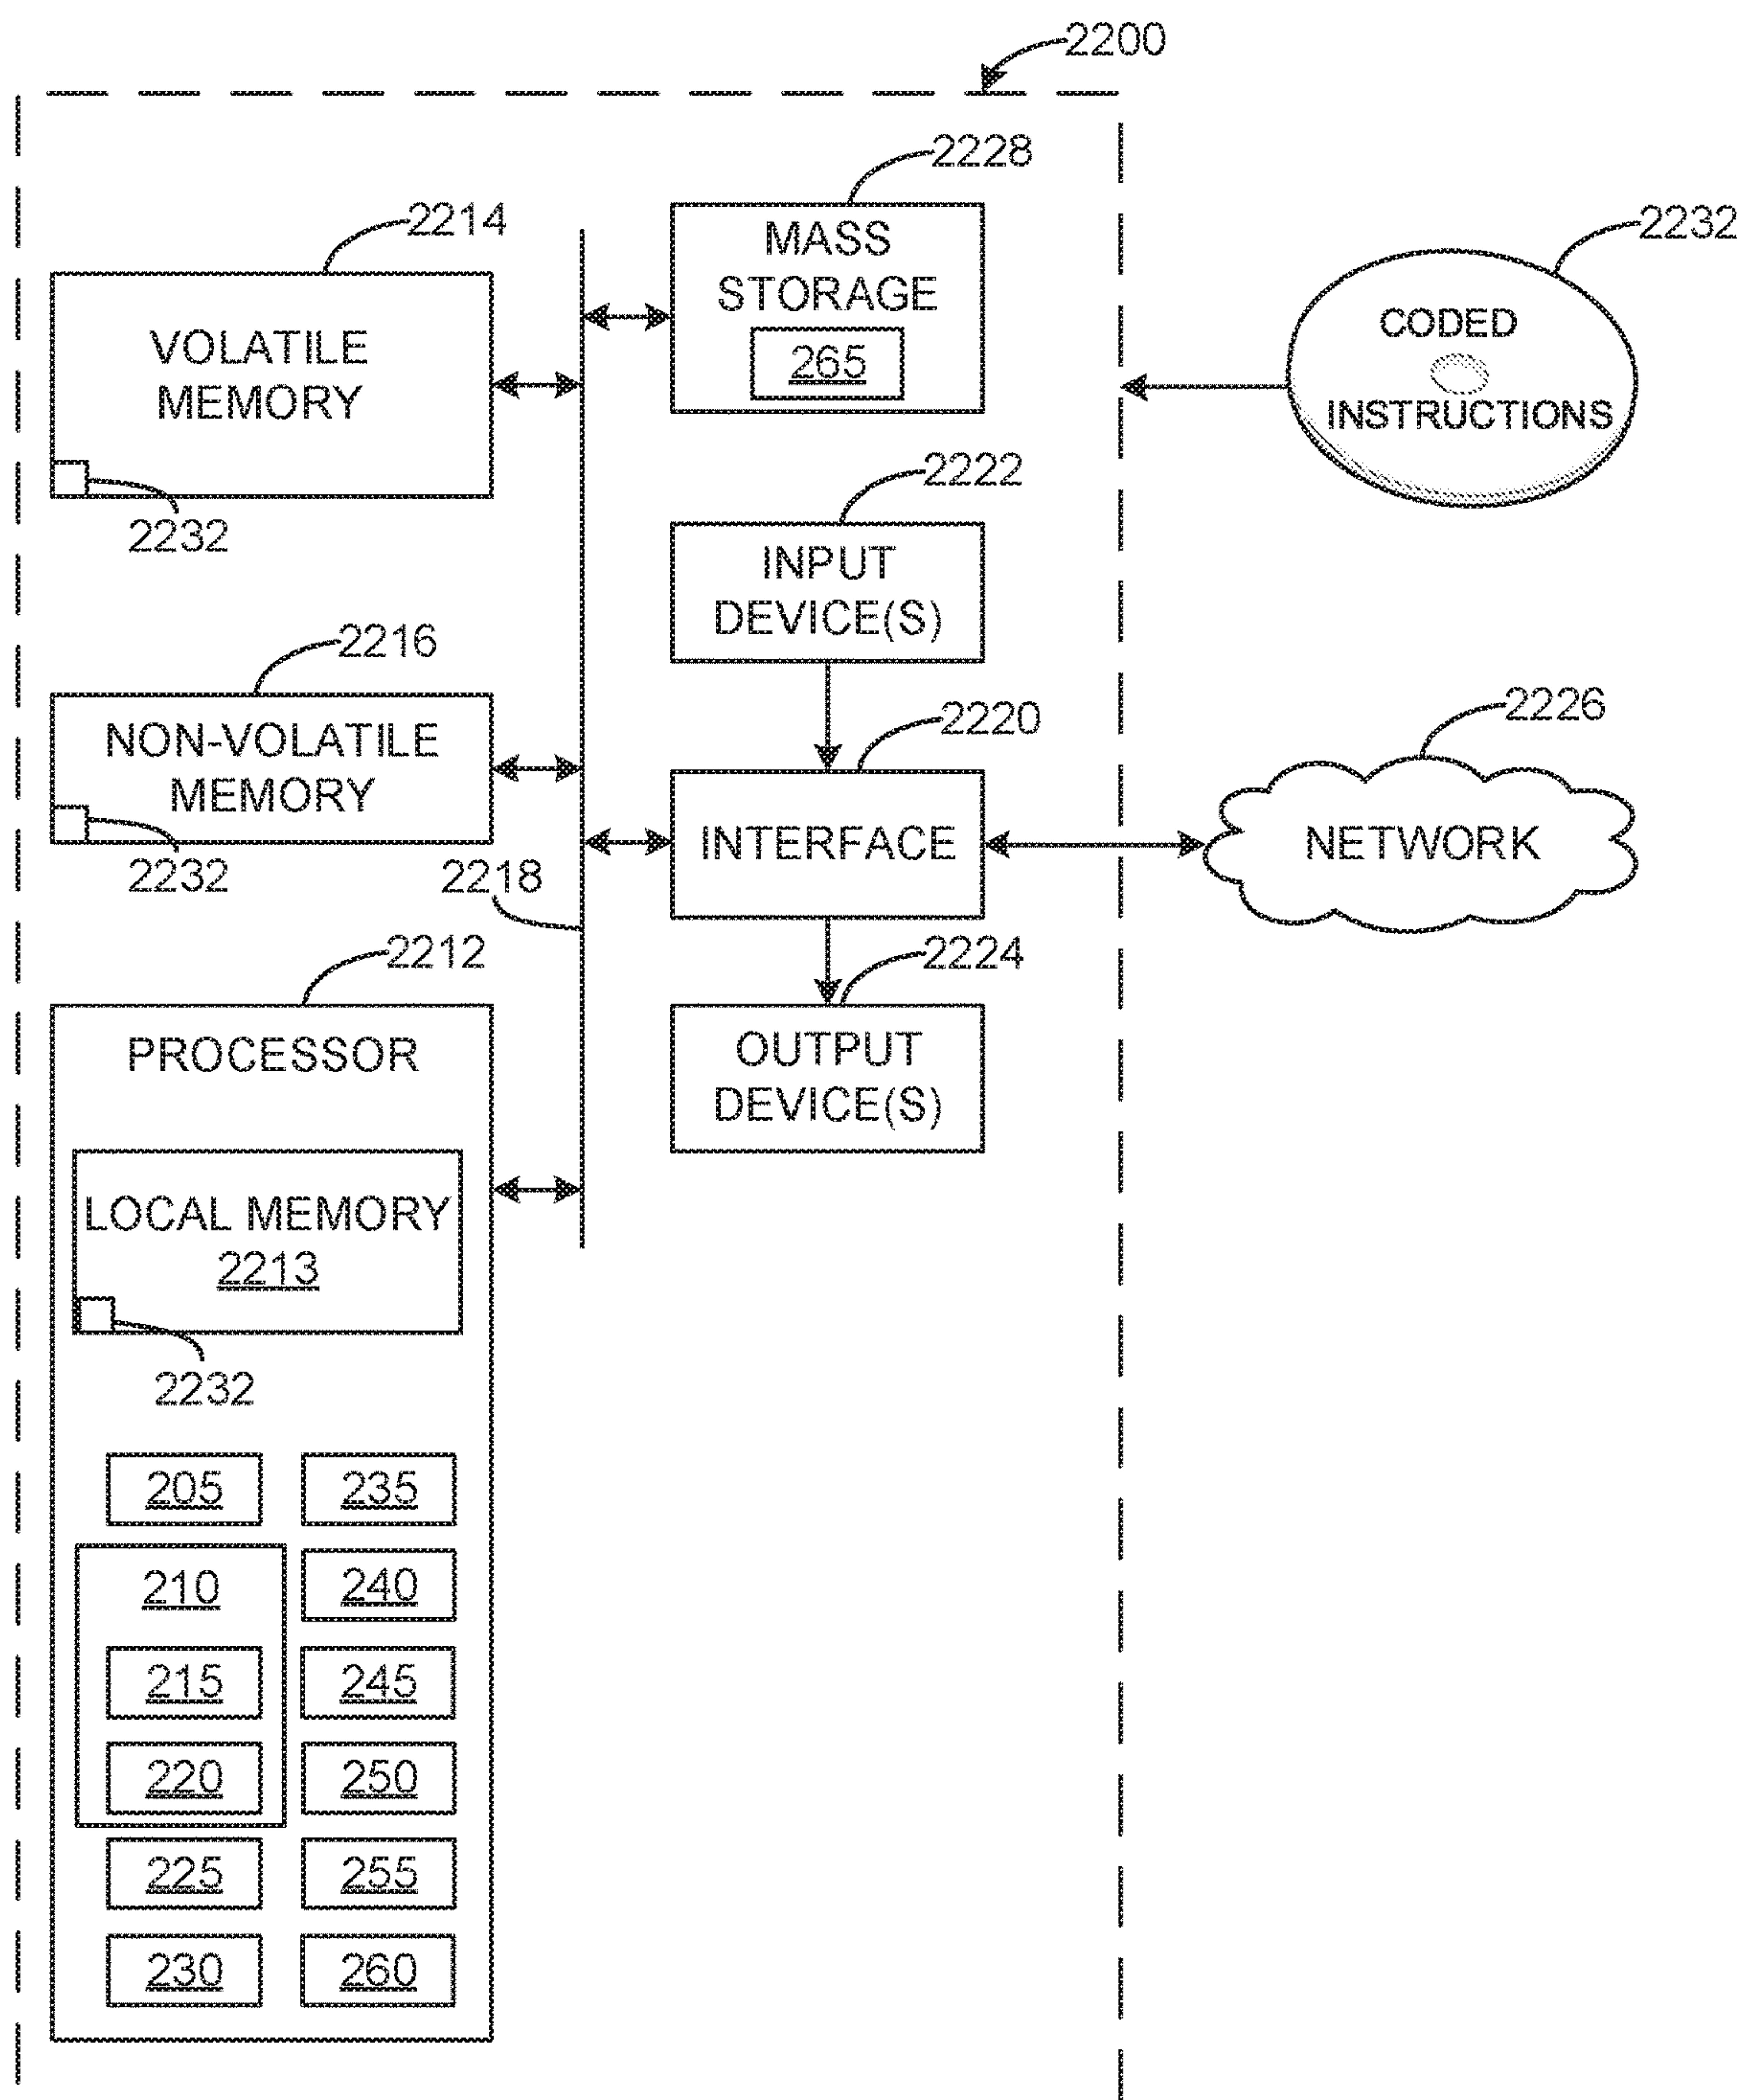 2200
2228
MASS
STORAGE
265
2214
VOLATILE
MEMORY
2232
2232
CODED
INSTRUCTIONS
2222
INPUT
DEVICE(S)
2216
NON-VOLATILE
MEMORY
2232
2220
INTERFACE
2226
NETWORK
2218
2212
PROCESSOR
2224
OUTPUT
DEVICE(S)
LOCAL MEMORY
2213
2232
205
235
210
240
215
245
220
250
225
255
230
260